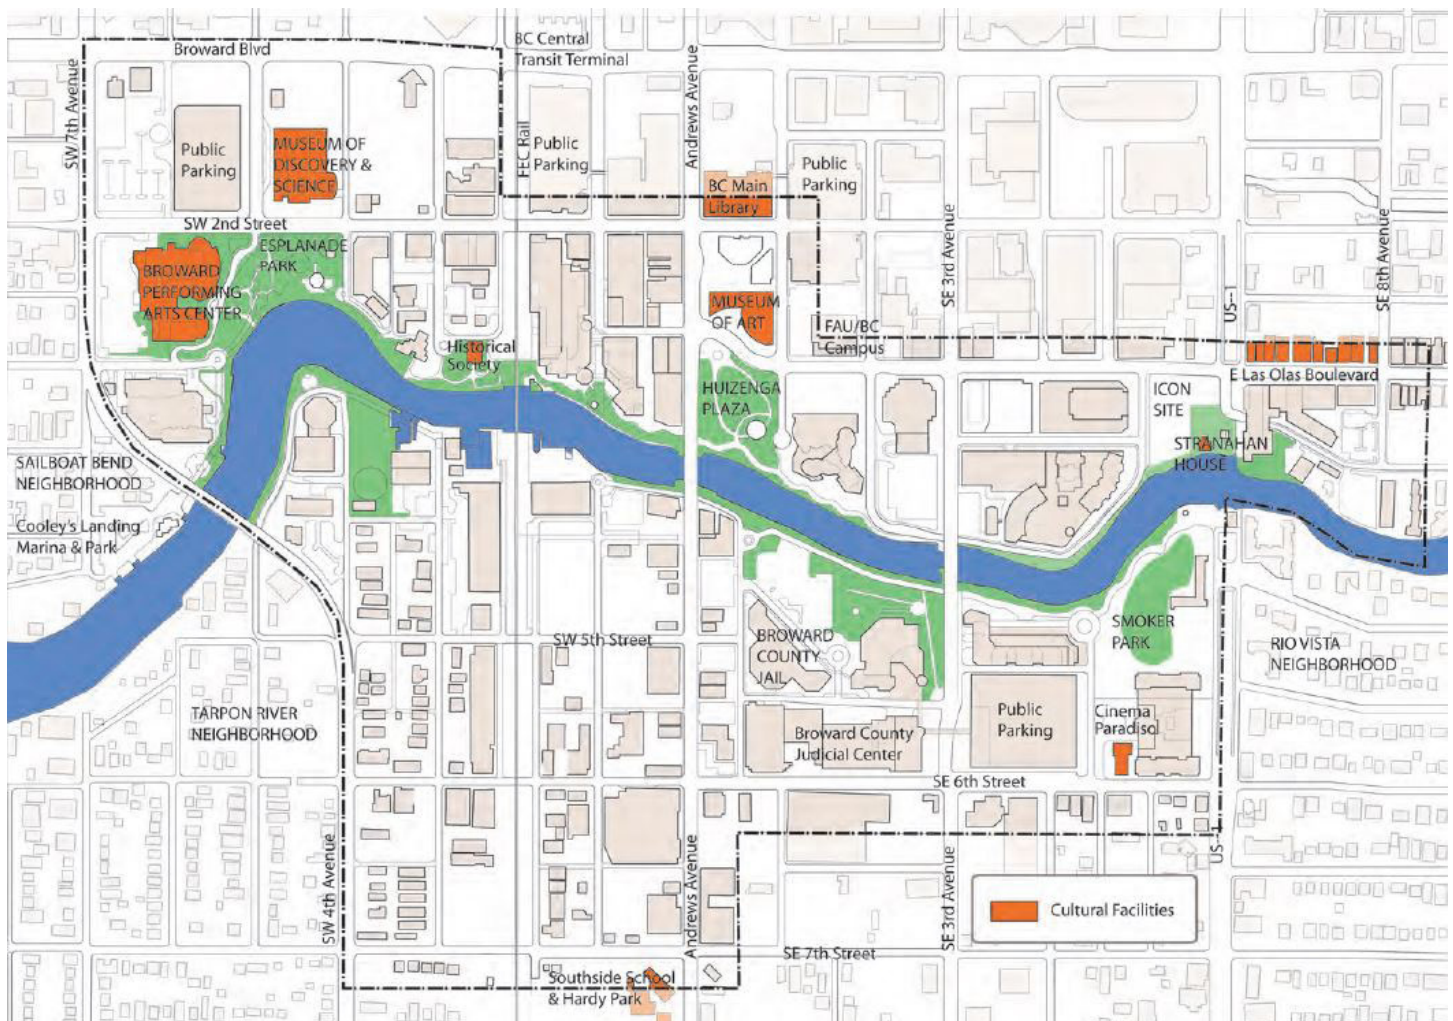 Broward Blvd
BC Central
Transit Terminal
SW 7th Avenue
Andrews Avenue
FEC Rail
Public
Parking
MUSEUM OF
DISCOVERY &
SCIENCE
Public
Parking
BC Main
Library
Public
Parking
SW 2nd Street
ESPLANADE
PARK
BROWARD
PERFORMING
ARTS CENTER
MUSEUM
OF ART
SE 3rd Avenue
US--1
SE 8th Avenue
FAU/BC
Campus
Historical
Society
HUIZENGA
PLAZA
E Las Olas Boulevard
ICON
SITE
STRANAHAN
HOUSE
SAILBOAT BEND
NEIGHBORHOOD
Cooley's Landing
Marina & Park
SW 5th Street
BROWARD
COUNTY
JAIL
SMOKER
PARK
RIO VISTA
NEIGHBORHOOD
TARPON RIVER
NEIGHBORHOOD
Broward County
Judicial Center
Public
Parking
Cinema
Paradiso
SE 6th Street
SW 4th Avenue
Andrews Avenue
SE 3rd Avenue
US--1
Cultural Facilities
SE 7th Street
Southside School
& Hardy Park